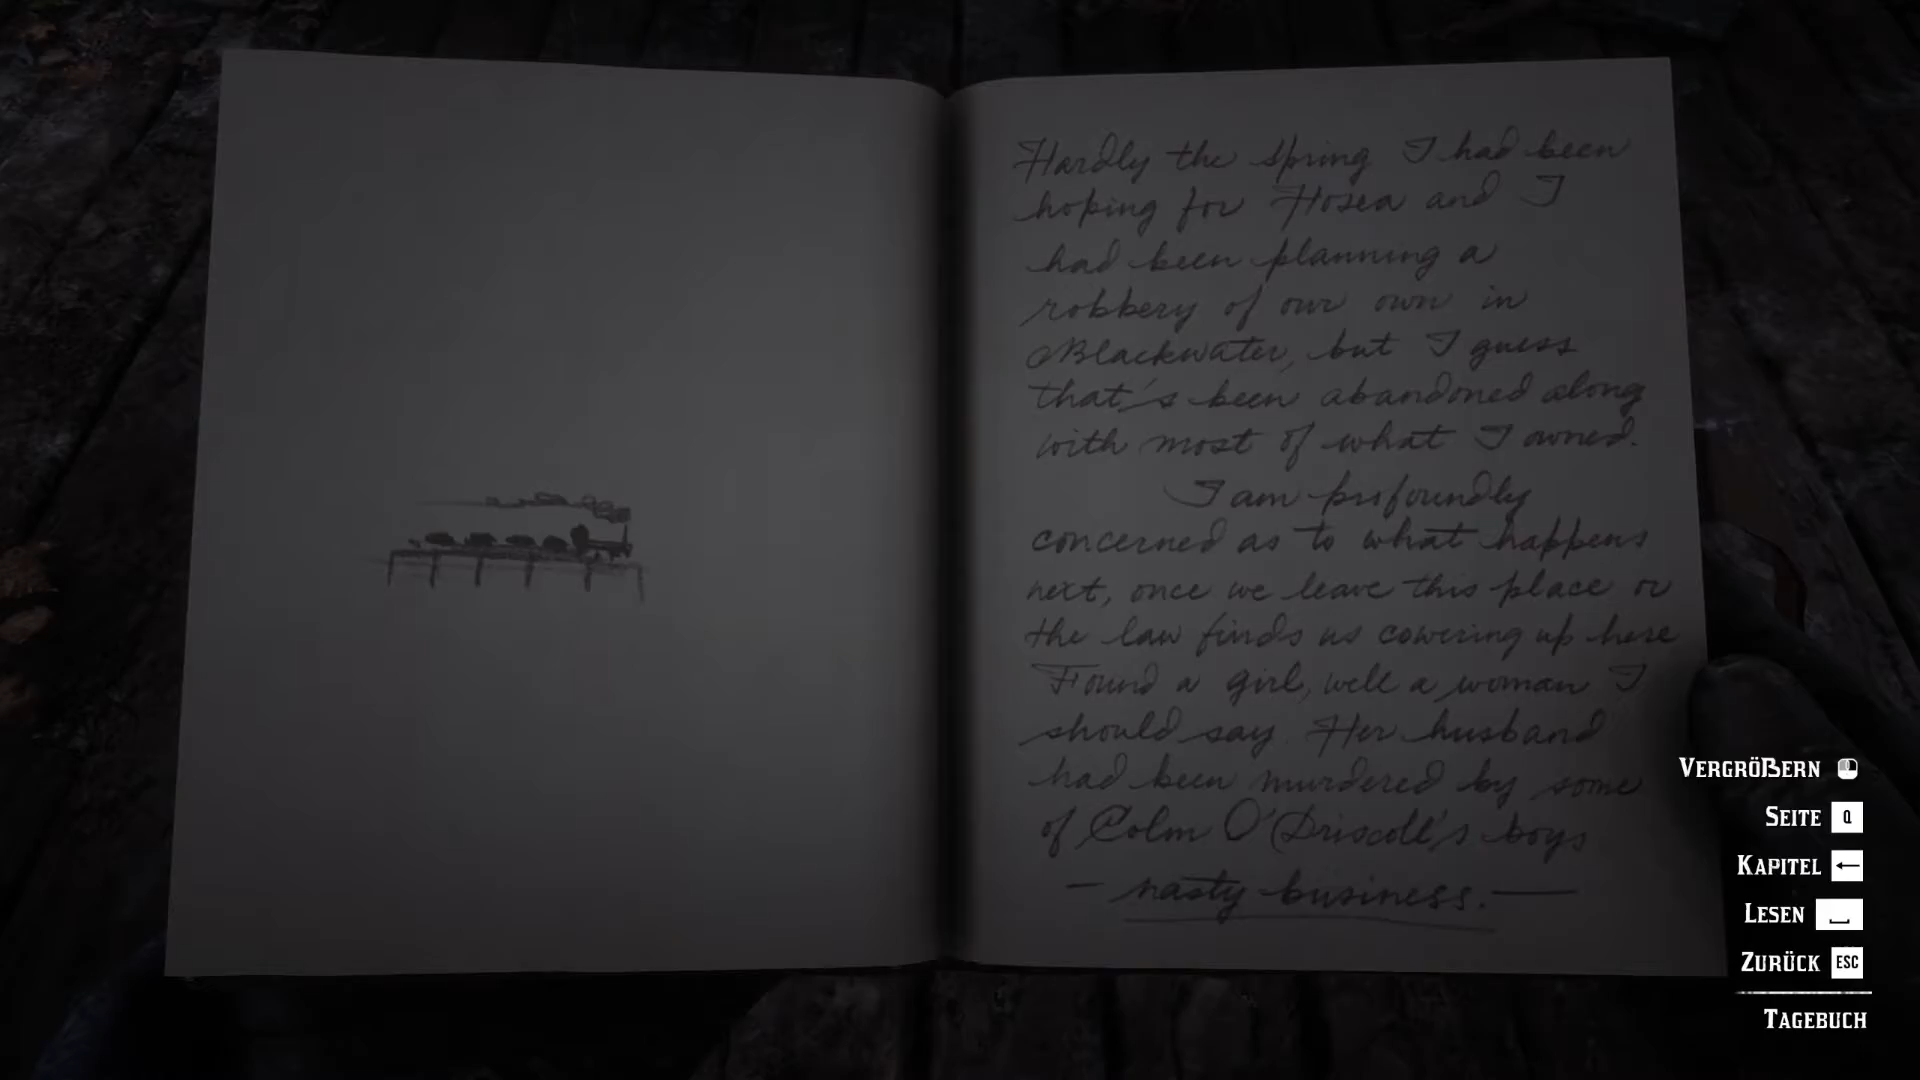 Hardly the spring I had been
hoping for Hosea and I
had been planning a
robbery of our own in
Blackwater, but I guess
that's been abandoned along
with most of what I owned.
I am profoundly
concerned as to what happens
next, once we leave this place or
the law finds us cowering up here
Found a girl, well a woman I
should say. Her husband
had been murdered by some
of Colm O'Driscoll's boys
— nasty business. —
VERGRÖßERN
SEITE Q
KAPITEL ←
LESEN
ZURÜCK ESC
TAGEBUCH